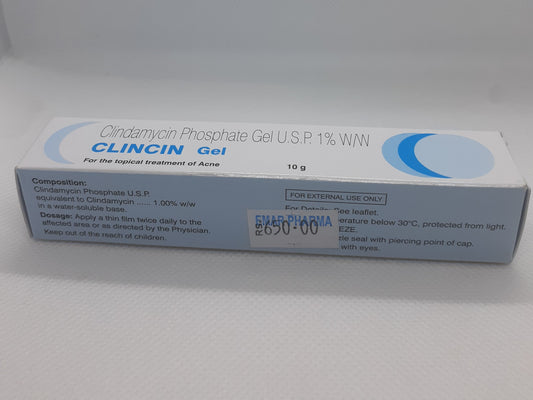 Clindamycin Phosphate Gel U.S.P. 1% W/W
CLINCIN Gel
For the topical treatment of Acne
10 g
Composition:
Clindamycin Phosphate U.S.P.
equivalent to Clindamycin ...... 1.00% w/w
in a water-soluble base.
Dosage: Apply a thin film twice daily to the
affected area or as directed by the Physician.
Keep out of the reach of children.
FOR EXTERNAL USE ONLY
For Details: See leaflet.
below 30°C, protected from light.
seal with piercing point of cap.
with eyes.
EMAR PHARMA
RS. 650.00